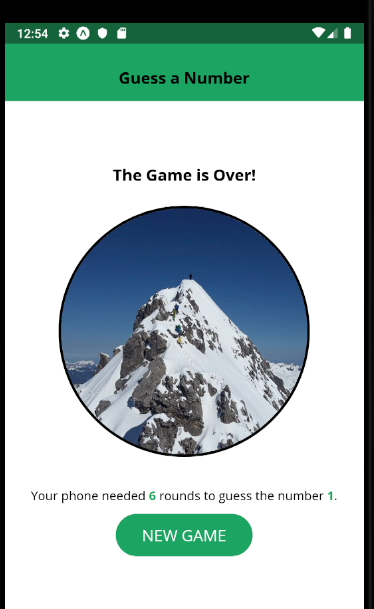 12:54
Guess a Number
The Game is Over!
Your phone needed 6 rounds to guess the number 1.
NEW GAME